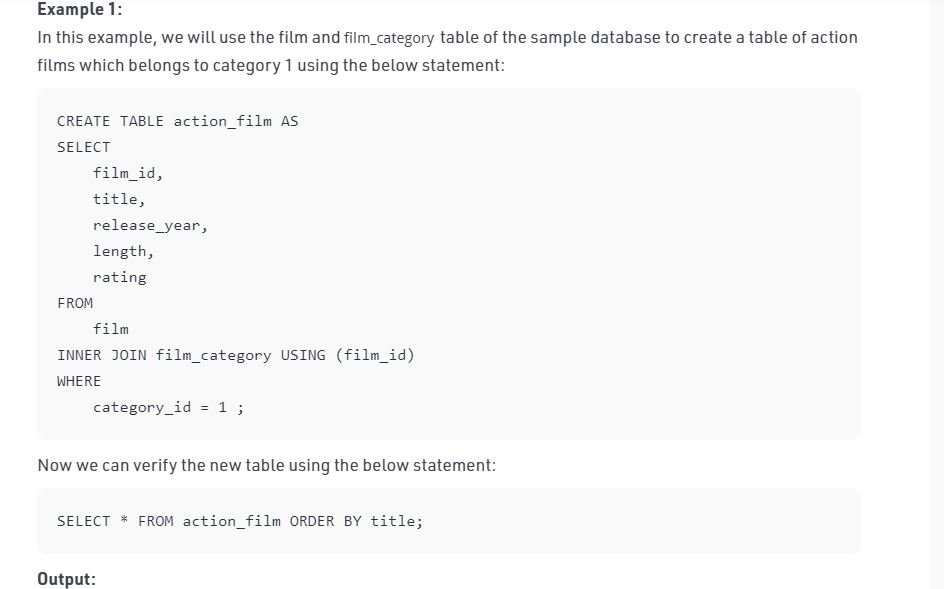 Example 1:
In this example, we will use the film and film_category table of the sample database to create a table of action
films which belongs to category 1 using the below statement:
CREATE TABLE action_film AS
SELECT
    film_id,
    title,
    release_year,
    length,
    rating
FROM
    film
INNER JOIN film_category USING (film_id)
WHERE
    category_id = 1 ;
Now we can verify the new table using the below statement:
SELECT * FROM action_film ORDER BY title;
Output: